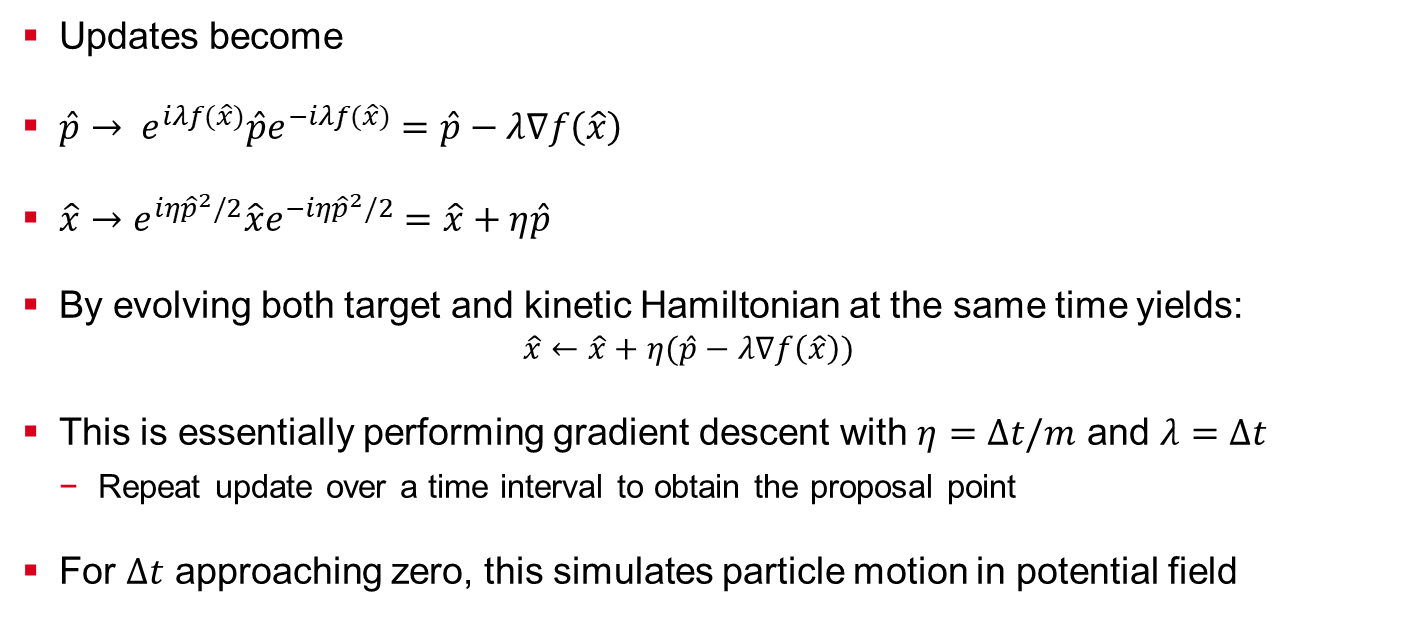 ▪ Updates become
▪ p̂ → e^{iλf(x̂)}p̂e^{−iλf(x̂)} = p̂ − λ∇f(x̂)
▪ x̂ → e^{iηp̂²/2}x̂e^{−iηp̂²/2} = x̂ + ηp̂
▪ By evolving both target and kinetic Hamiltonian at the same time yields:
x̂ ← x̂ + η(p̂ − λ∇f(x̂))
▪ This is essentially performing gradient descent with η = Δt/m and λ = Δt
− Repeat update over a time interval to obtain the proposal point
▪ For Δt approaching zero, this simulates particle motion in potential field